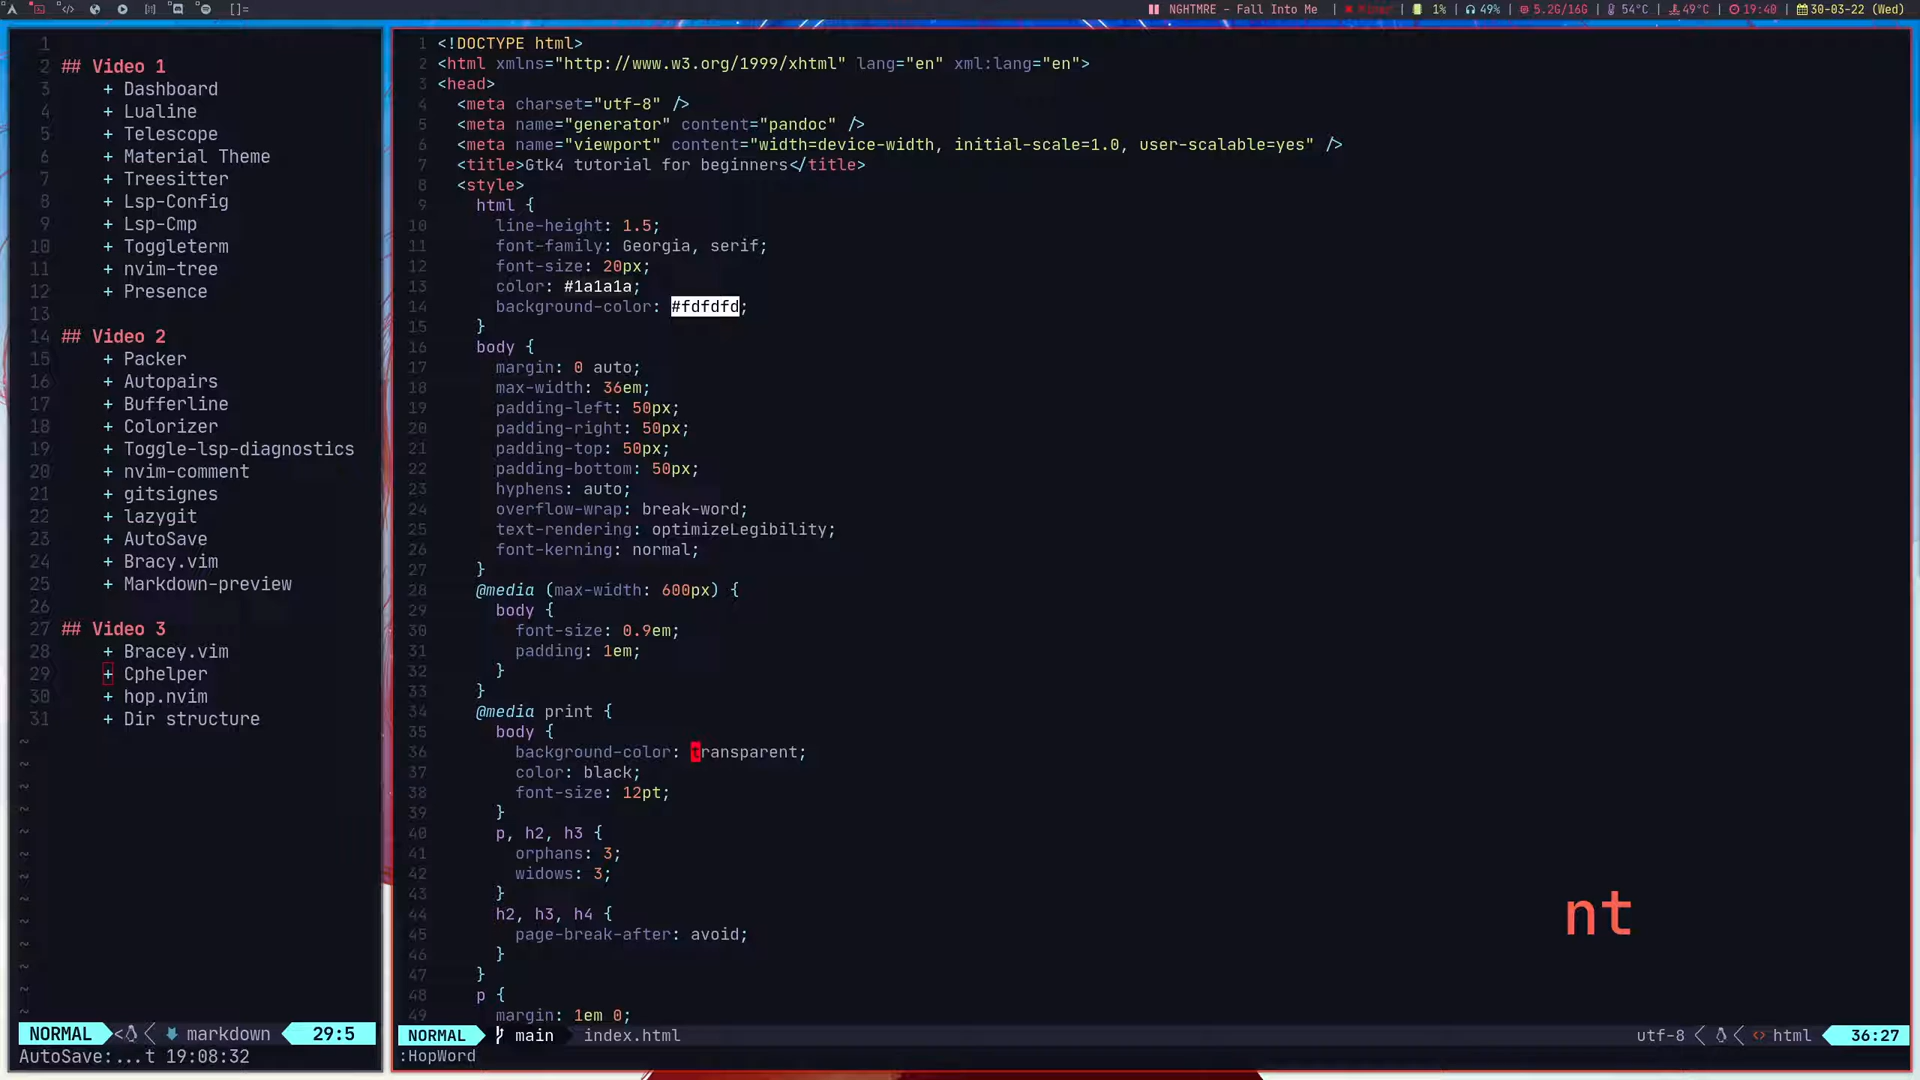 []= NGHTMRE - Fall Into Me | | 1% | 49% | 5.2G/16G | 54°C | 49°C | 19:40 | 30-03-22 (Wed)
1
2 ## Video 1
3 + Dashboard
4 + Lualine
5 + Telescope
6 + Material Theme
7 + Treesitter
8 + Lsp-Config
9 + Lsp-Cmp
10 + Toggleterm
11 + nvim-tree
12 + Presence
13
14 ## Video 2
15 + Packer
16 + Autopairs
17 + Bufferline
18 + Colorizer
19 + Toggle-lsp-diagnostics
20 + nvim-comment
21 + gitsignes
22 + lazygit
23 + AutoSave
24 + Bracy.vim
25 + Markdown-preview
26
27 ## Video 3
28 + Bracey.vim
29 + Cphelper
30 + hop.nvim
31 + Dir structure
~
~
~
~
~
~
~
~
~
~
~
~
~
NORMAL < < markdown 29:5
AutoSave:...t 19:08:32
1 <!DOCTYPE html>
2 <html xmlns="http://www.w3.org/1999/xhtml" lang="en" xml:lang="en">
3 <head>
4 <meta charset="utf-8" />
5 <meta name="generator" content="pandoc" />
6 <meta name="viewport" content="width=device-width, initial-scale=1.0, user-scalable=yes" />
7 <title>Gtk4 tutorial for beginners</title>
8 <style>
9 html {
10 line-height: 1.5;
11 font-family: Georgia, serif;
12 font-size: 20px;
13 color: #1a1a1a;
14 background-color: #fdfdfd;
15 }
16 body {
17 margin: 0 auto;
18 max-width: 36em;
19 padding-left: 50px;
20 padding-right: 50px;
21 padding-top: 50px;
22 padding-bottom: 50px;
23 hyphens: auto;
24 overflow-wrap: break-word;
25 text-rendering: optimizeLegibility;
26 font-kerning: normal;
27 }
28 @media (max-width: 600px) {
29 body {
30 font-size: 0.9em;
31 padding: 1em;
32 }
33 }
34 @media print {
35 body {
36 background-color: transparent;
37 color: black;
38 font-size: 12pt;
39 }
40 p, h2, h3 {
41 orphans: 3;
42 widows: 3;
43 }
44 h2, h3, h4 {
45 page-break-after: avoid;
46 }
47 }
48 p {
49 margin: 1em 0;
nt
NORMAL main index.html utf-8 < < <> html 36:27
:HopWord